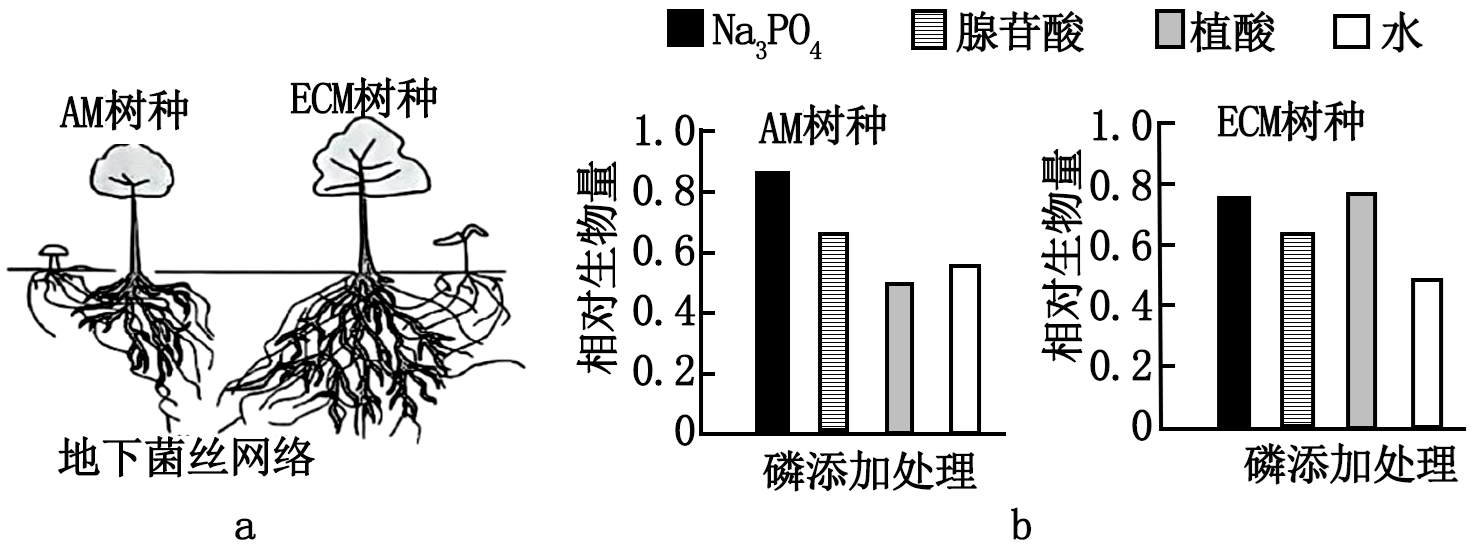 Na₃PO₄ 腺苷酸 植酸 水
AM树种
ECM树种
地下菌丝网络
a
AM树种
相对生物量
1.0
0.8
0.6
0.4
0.2
0
磷添加处理
ECM树种
相对生物量
1.0
0.8
0.6
0.4
0.2
0
磷添加处理
b